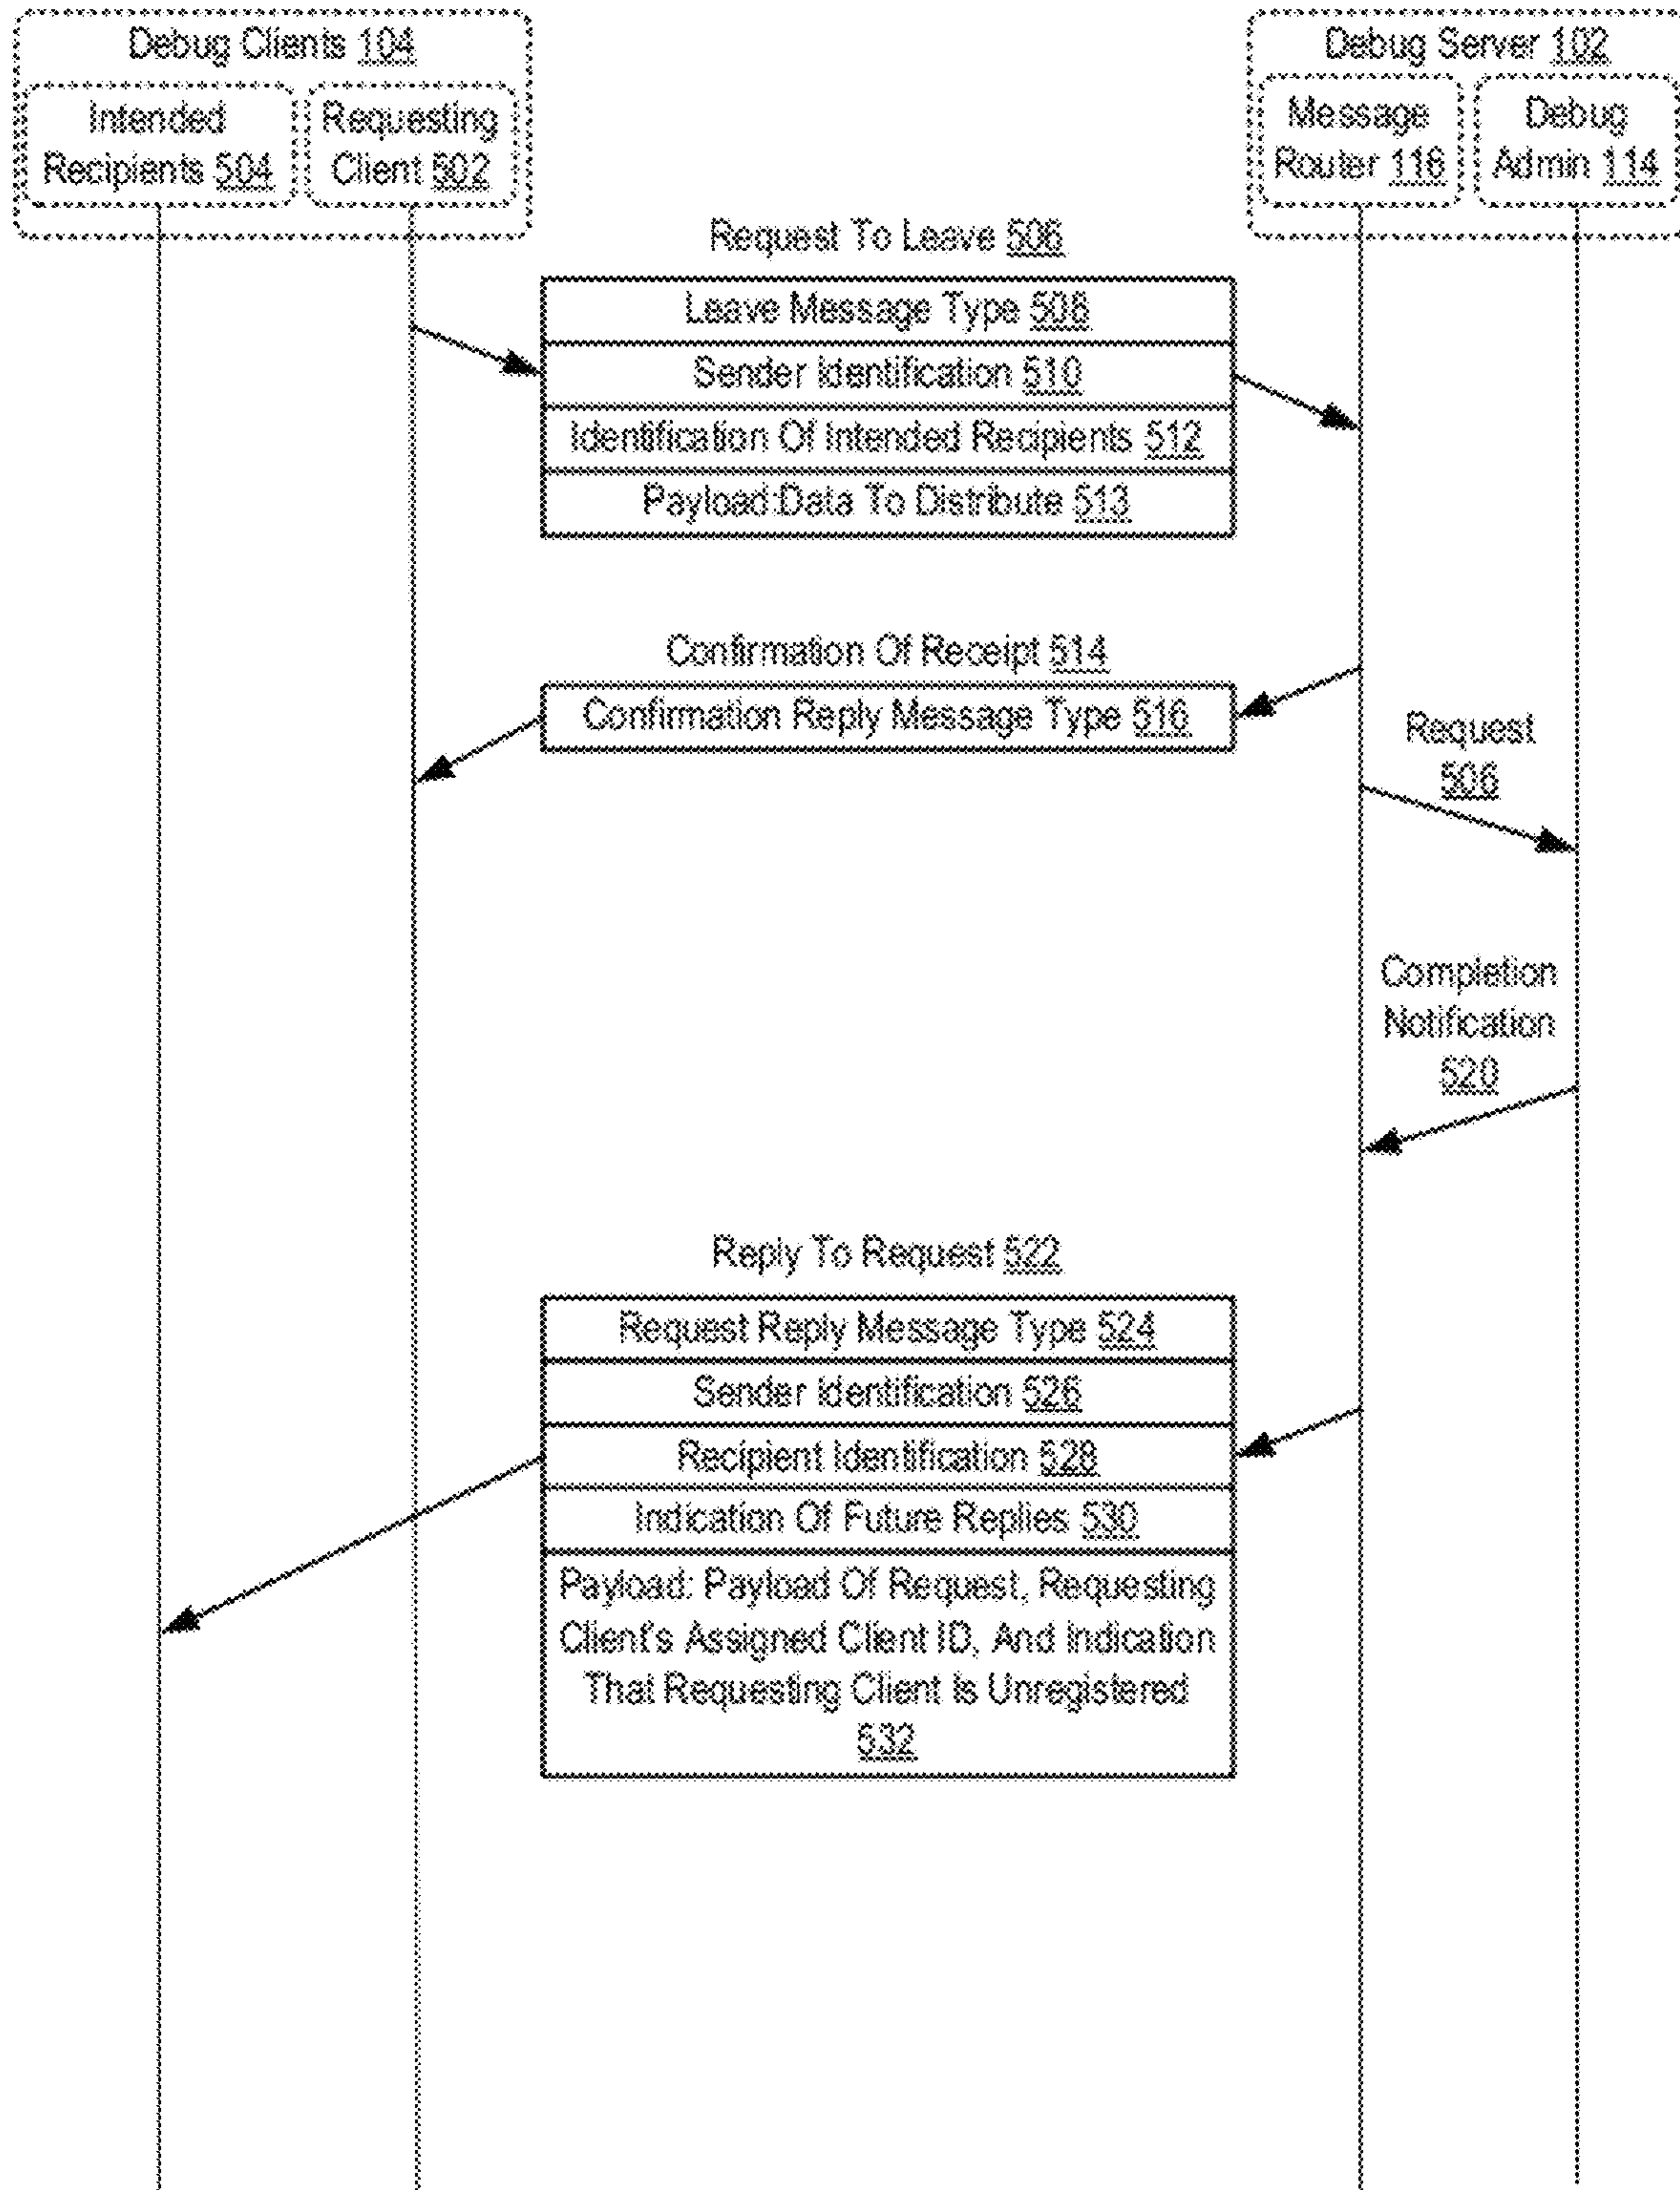 Debug Clients 104
Intended
Recipients 504
Requesting
Client 502
Debug Server 102
Message
Router 116
Debug
Admin 114
Request To Leave 506
Leave Message Type 508
Sender Identification 510
Identification Of Intended Recipients 512
Payload:Data To Distribute 513
Confirmation Of Receipt 514
Confirmation Reply Message Type 516
Request
506
Completion
Notification
520
Reply To Request 522
Request Reply Message Type 524
Sender Identification 526
Recipient Identification 528
Indication Of Future Replies 530
Payload: Payload Of Request, Requesting
Client's Assigned Client ID, And Indication
That Requesting Client Is Unregistered
532